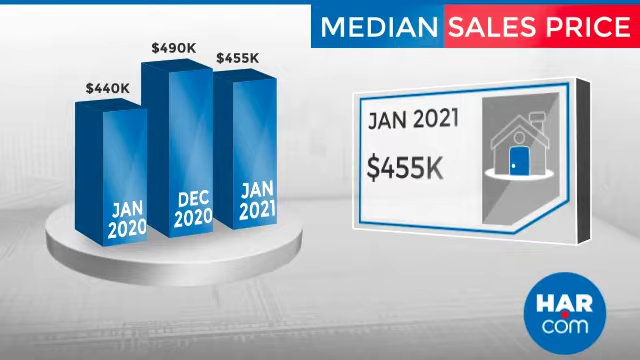 MEDIAN SALES PRICE
$440K
$490K
$455K
JAN
2020
DEC
2020
JAN
2021
JAN 2021
$455K
HAR
com